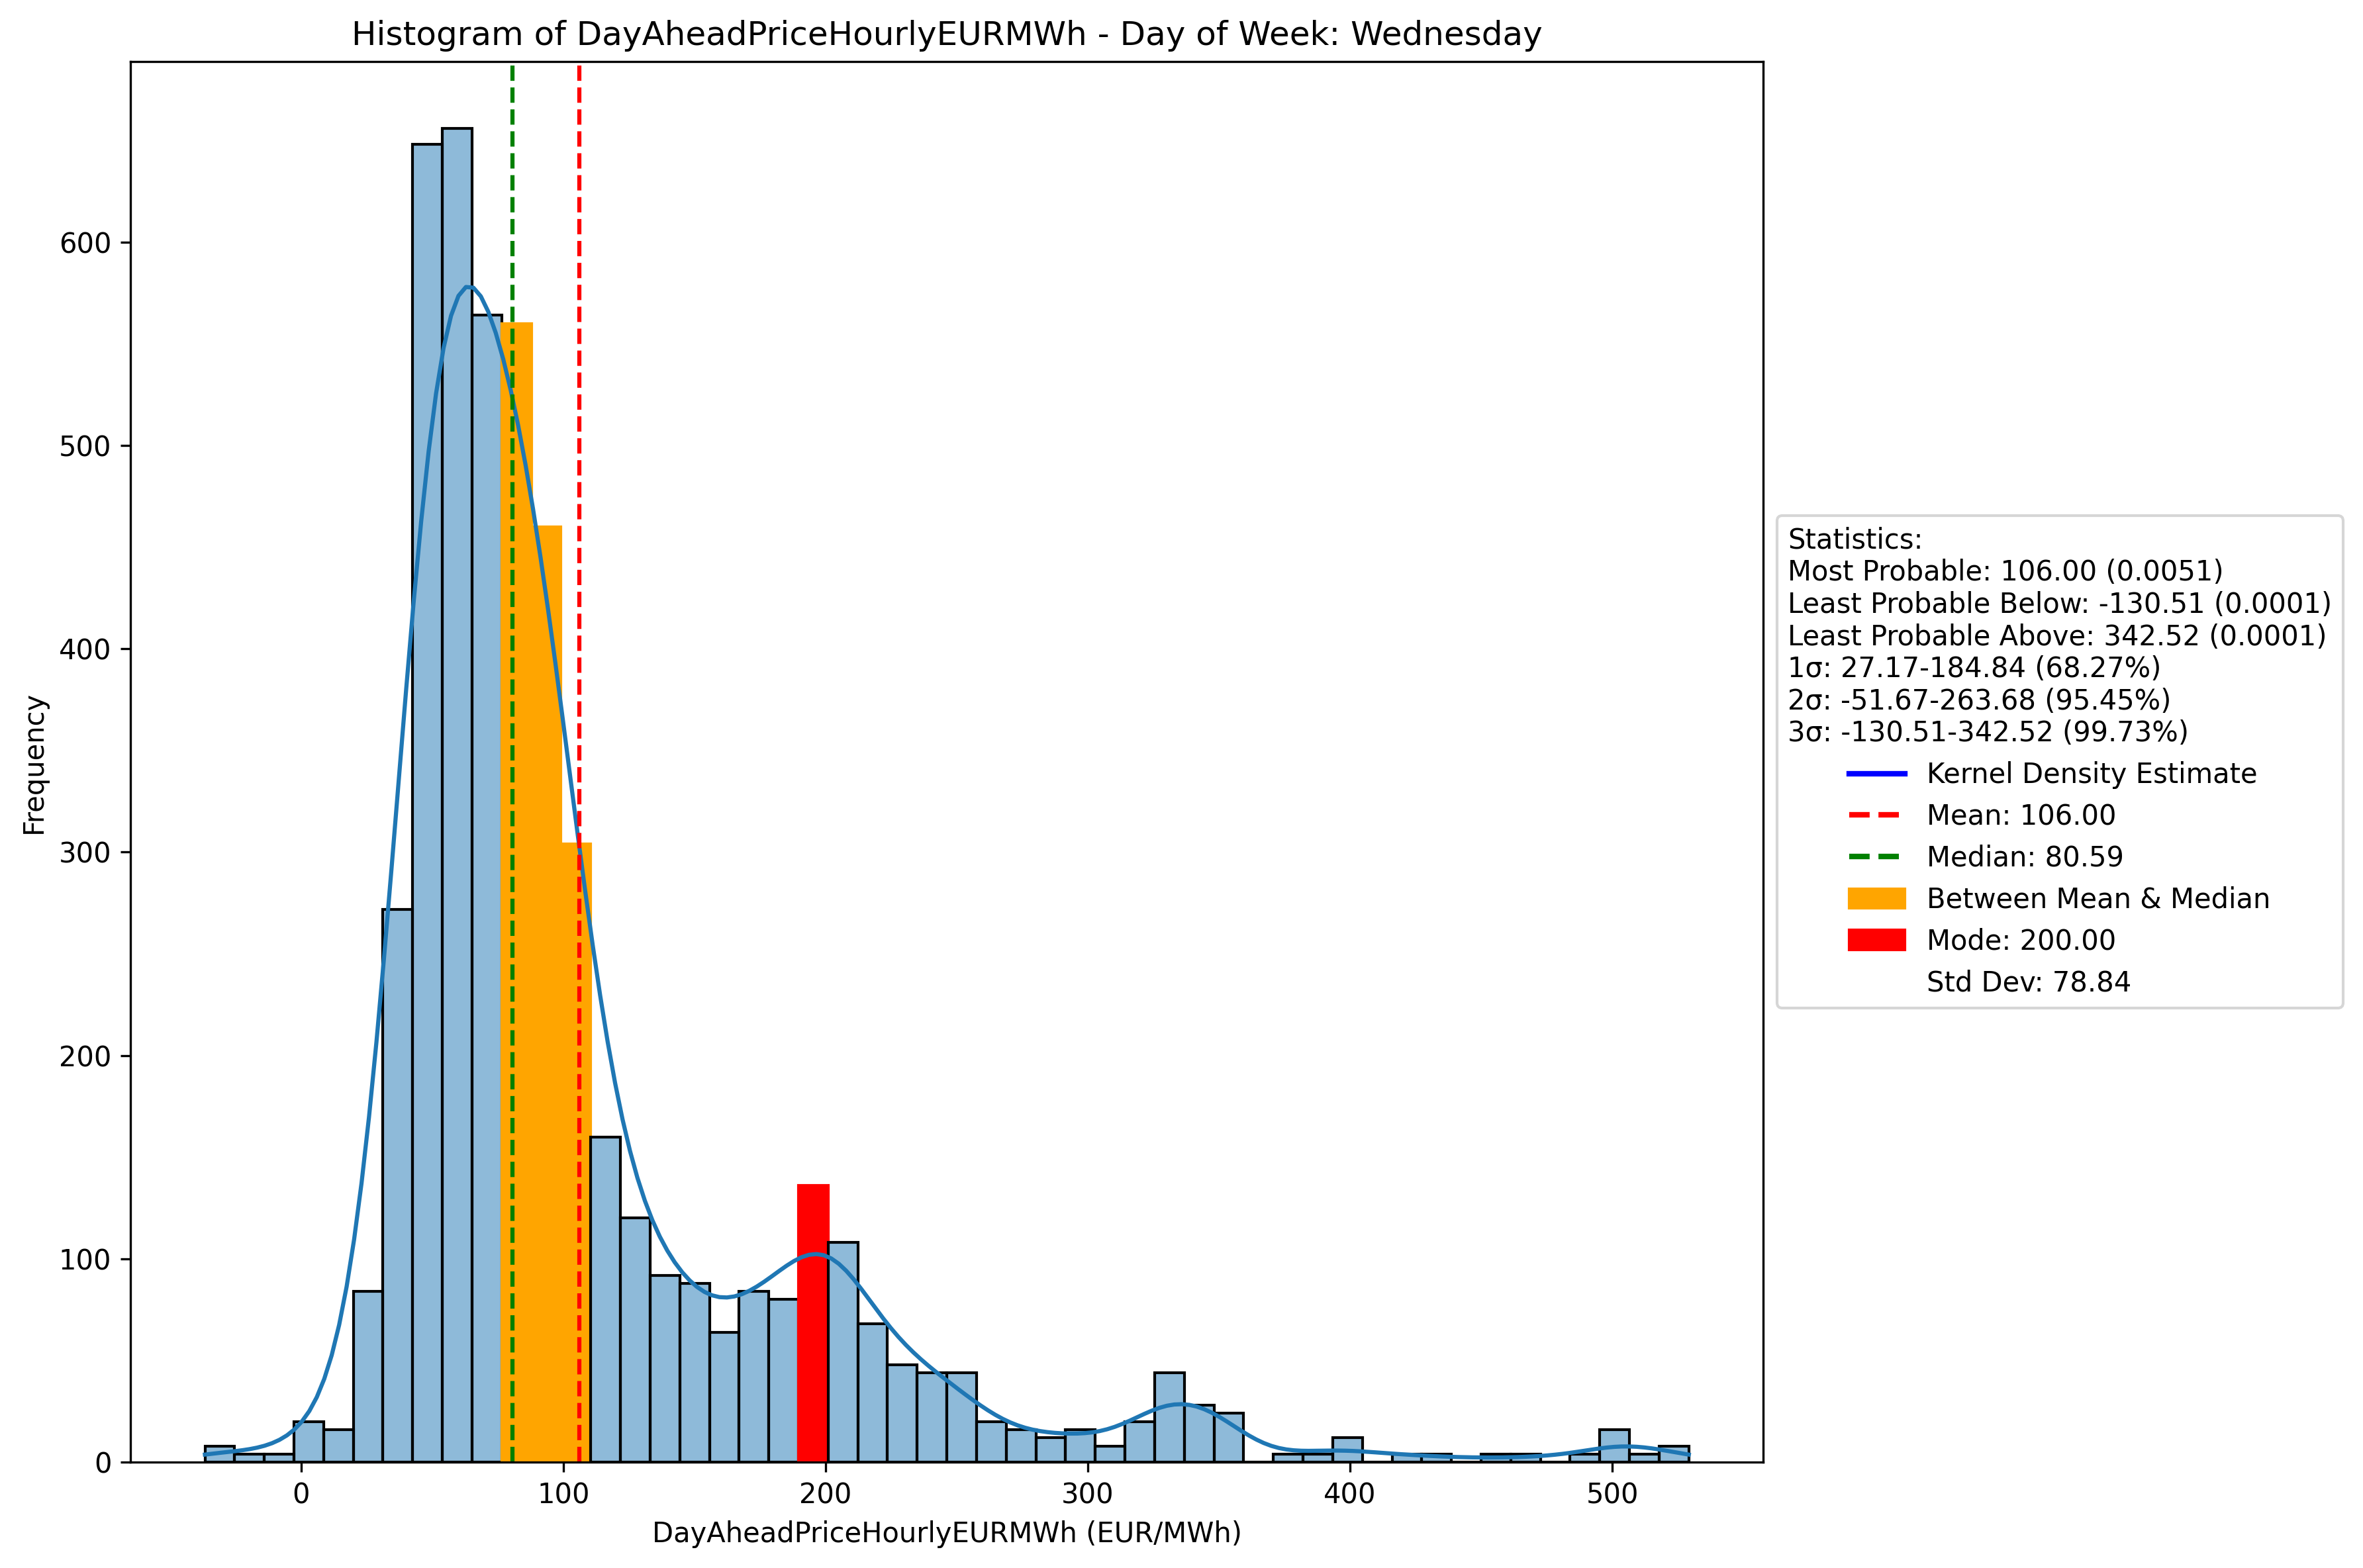 Histogram of DayAheadPriceHourlyEURMWh - Day of Week: Wednesday
Frequency
600
500
400
300
200
100
0
0 100 200 300 400 500
DayAheadPriceHourlyEURMWh (EUR/MWh)
Statistics:
Most Probable: 106.00 (0.0051)
Least Probable Below: -130.51 (0.0001)
Least Probable Above: 342.52 (0.0001)
1σ: 27.17-184.84 (68.27%)
2σ: -51.67-263.68 (95.45%)
3σ: -130.51-342.52 (99.73%)
Kernel Density Estimate
Mean: 106.00
Median: 80.59
Between Mean & Median
Mode: 200.00
Std Dev: 78.84